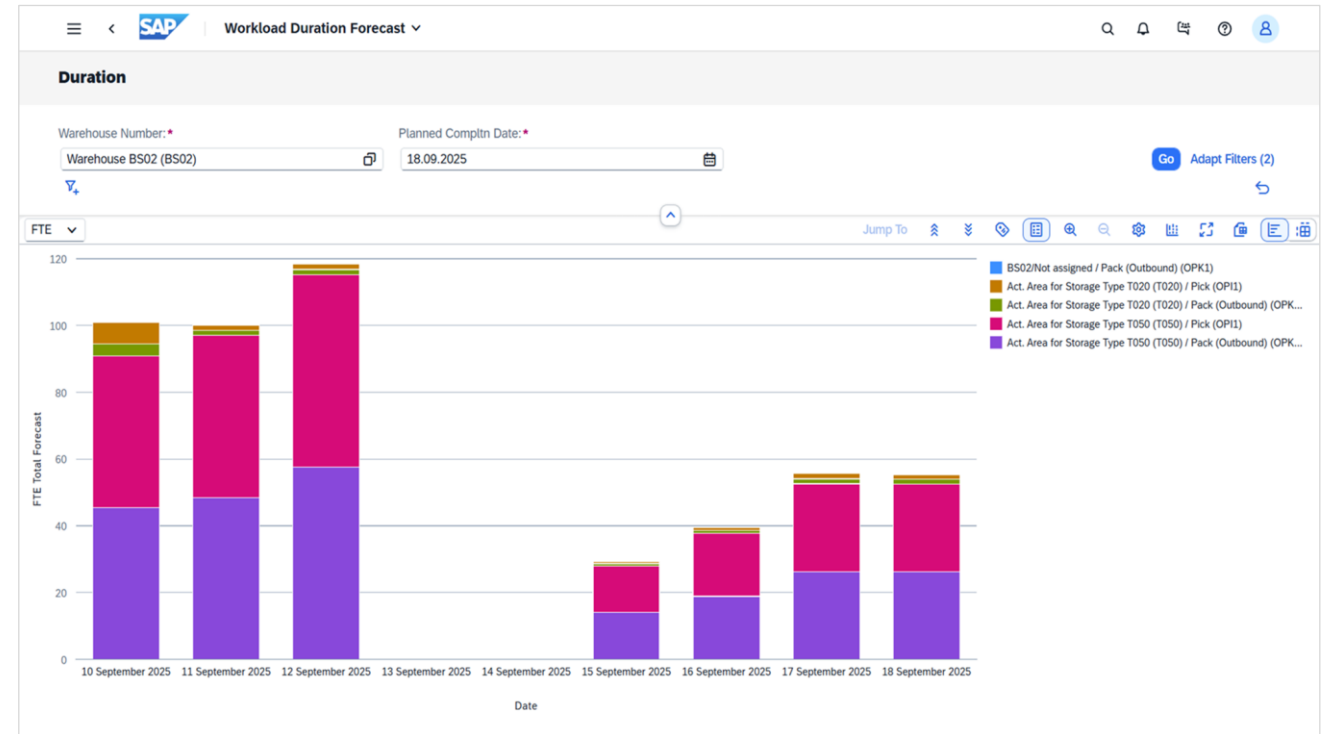 SAP Workload Duration Forecast
Duration
Warehouse Number:* Planned Compltn Date:*
Warehouse BS02 (BS02) 18.09.2025 Go Adapt Filters (2)
FTE Jump To
BS02/Not assigned / Pack (Outbound) (OPK1)
Act. Area for Storage Type T020 (T020) / Pick (OPI1)
Act. Area for Storage Type T020 (T020) / Pack (Outbound) (OPK...
Act. Area for Storage Type T050 (T050) / Pick (OPI1)
Act. Area for Storage Type T050 (T050) / Pack (Outbound) (OPK...
FTE Total Forecast
120
100
80
60
40
20
0
10 September 2025 11 September 2025 12 September 2025 13 September 2025 14 September 2025 15 September 2025 16 September 2025 17 September 2025 18 September 2025
Date